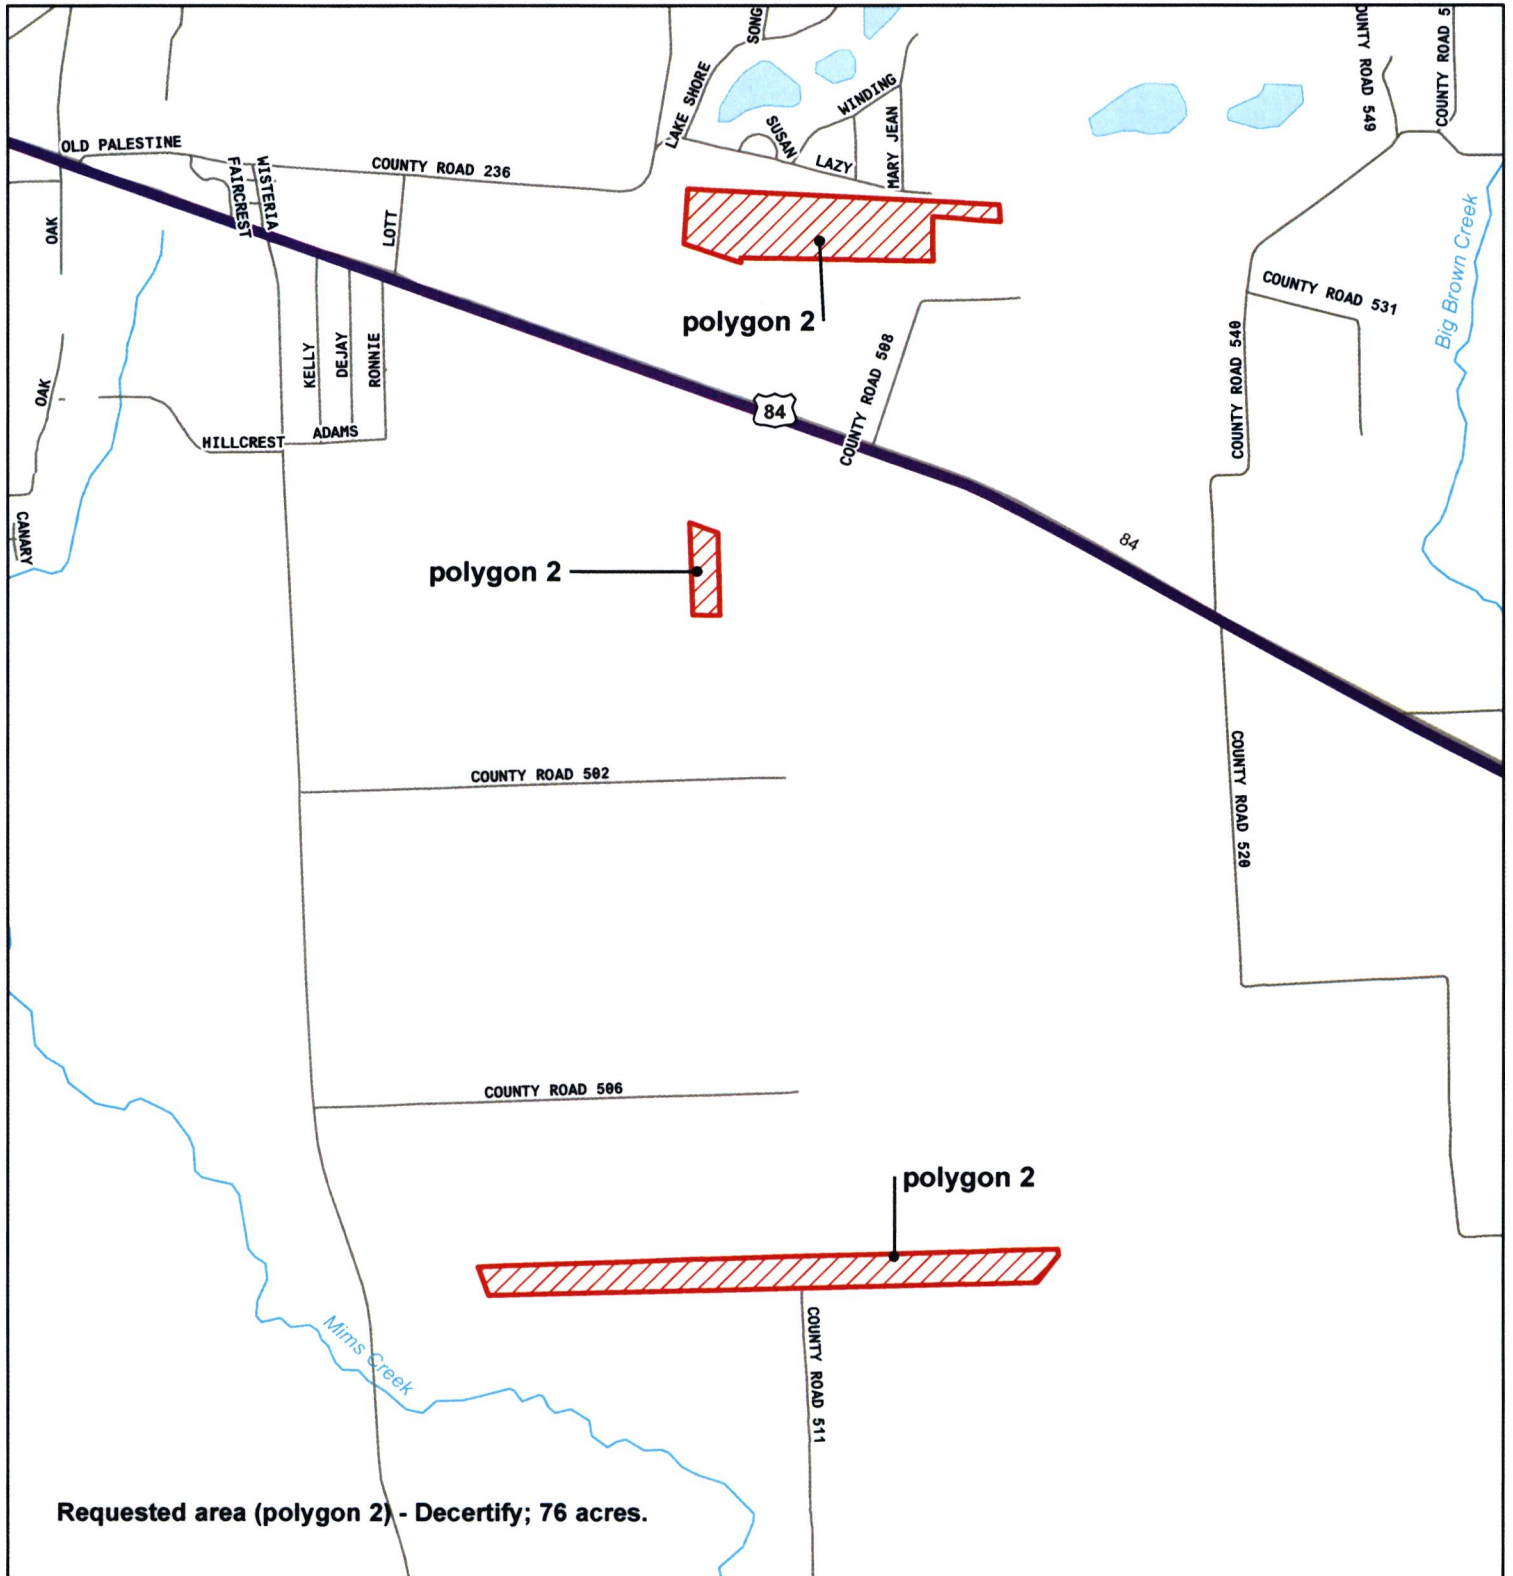 SONG
OUNTY ROAD 549
COUNTY ROAD 5
LAKE SHORE
WINDING
SUSAN
LAZY
MARY JEAN
OLD PALESTINE
FAIRCREST
WISTERIA
COUNTY ROAD 236
OAK
LOTT
Big Brown Creek
COUNTY ROAD 531
polygon 2
COUNTY ROAD 540
KELLY
DEJAY
RONNIE
COUNTY ROAD 508
OAK
84
HILLCREST
ADAMS
CANARY
84
polygon 2
COUNTY ROAD 502
COUNTY ROAD 520
COUNTY ROAD 506
polygon 2
Mims Creek
COUNTY ROAD 511
Requested area (polygon 2) - Decertify; 76 acres.